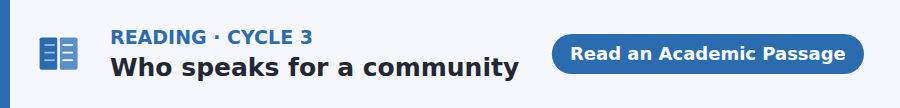 READING · CYCLE 3
Who speaks for a community
Read an Academic Passage